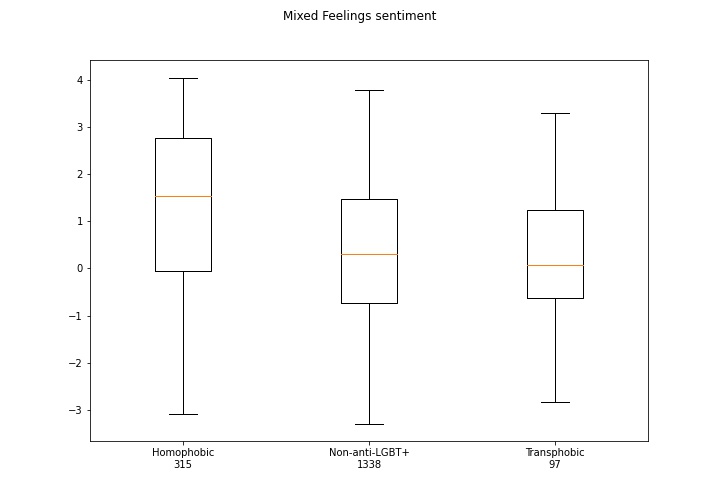 Mixed Feelings sentiment
4
3
2
1
0
−1
−2
−3
Homophobic Non-anti-LGBT+ Transphobic
315 1338 97